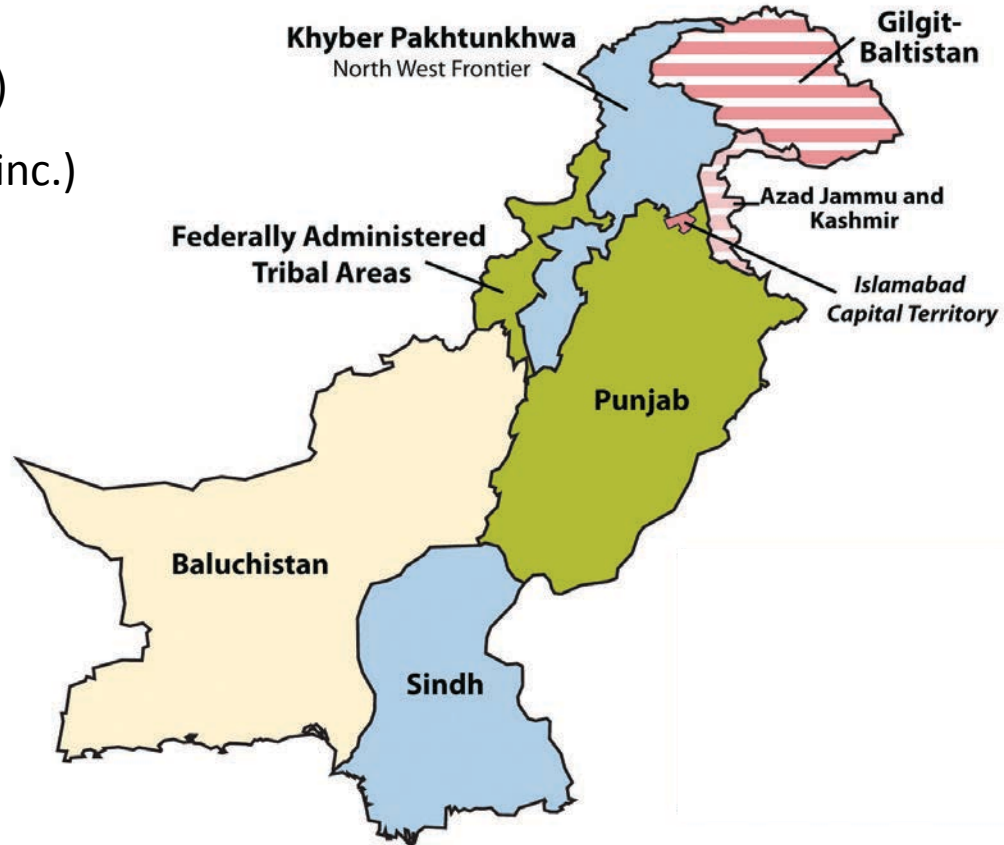 Khyber Pakhtunkhwa
North West Frontier
Gilgit-
Baltistan
)
inc.)
Azad Jammu and
Kashmir
Federally Administered
Tribal Areas
Islamabad
Capital Territory
Punjab
Baluchistan
Sindh